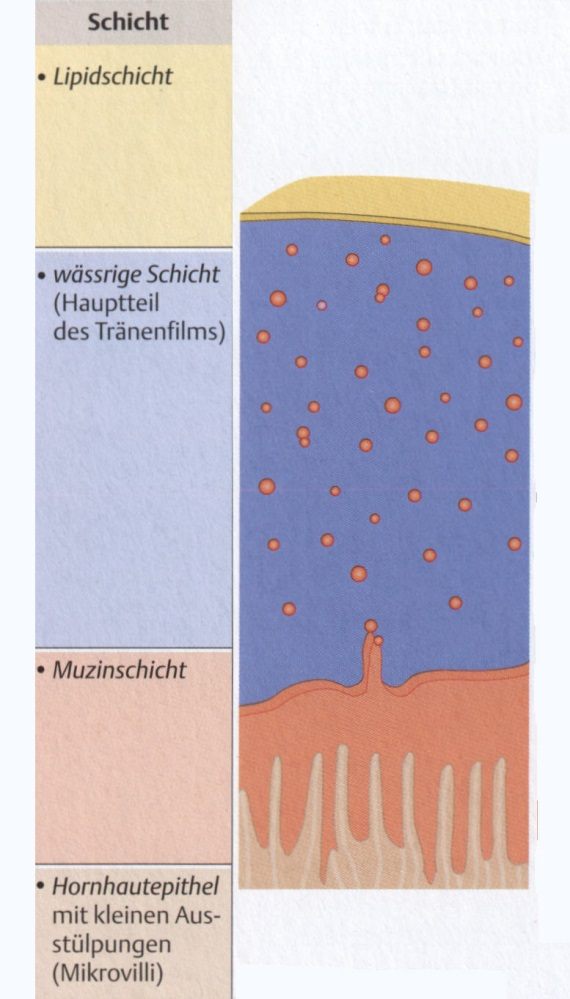 Schicht
• Lipidschicht
• wässrige Schicht
(Hauptteil
des Tränenfilms)
• Muzinschicht
• Hornhautepithel
mit kleinen Aus-
stülpungen
(Mikrovilli)